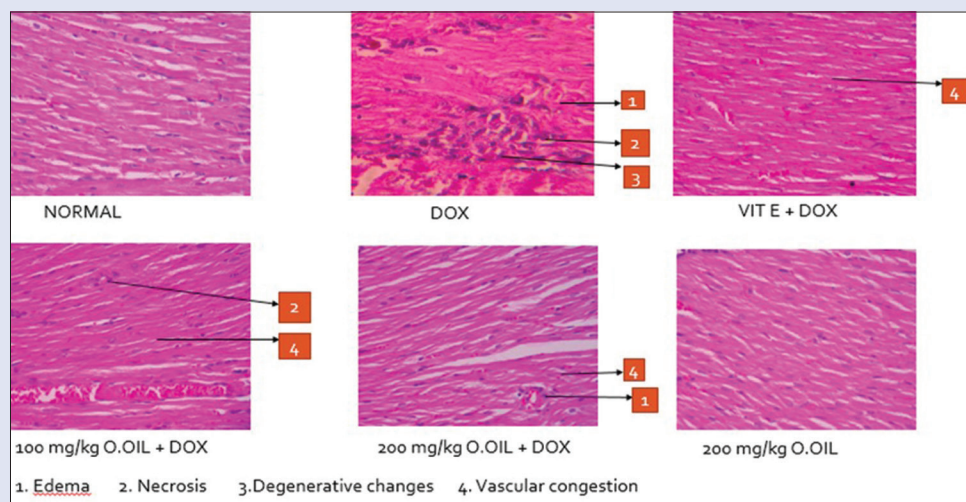 1
2
3
4
NORMAL
DOX
VIT E + DOX
2
4
4
1
100 mg/kg O.OIL + DOX
200 mg/kg O.OIL + DOX
200 mg/kg O.OIL
1. Edema 2. Necrosis 3.Degenerative changes 4. Vascular congestion